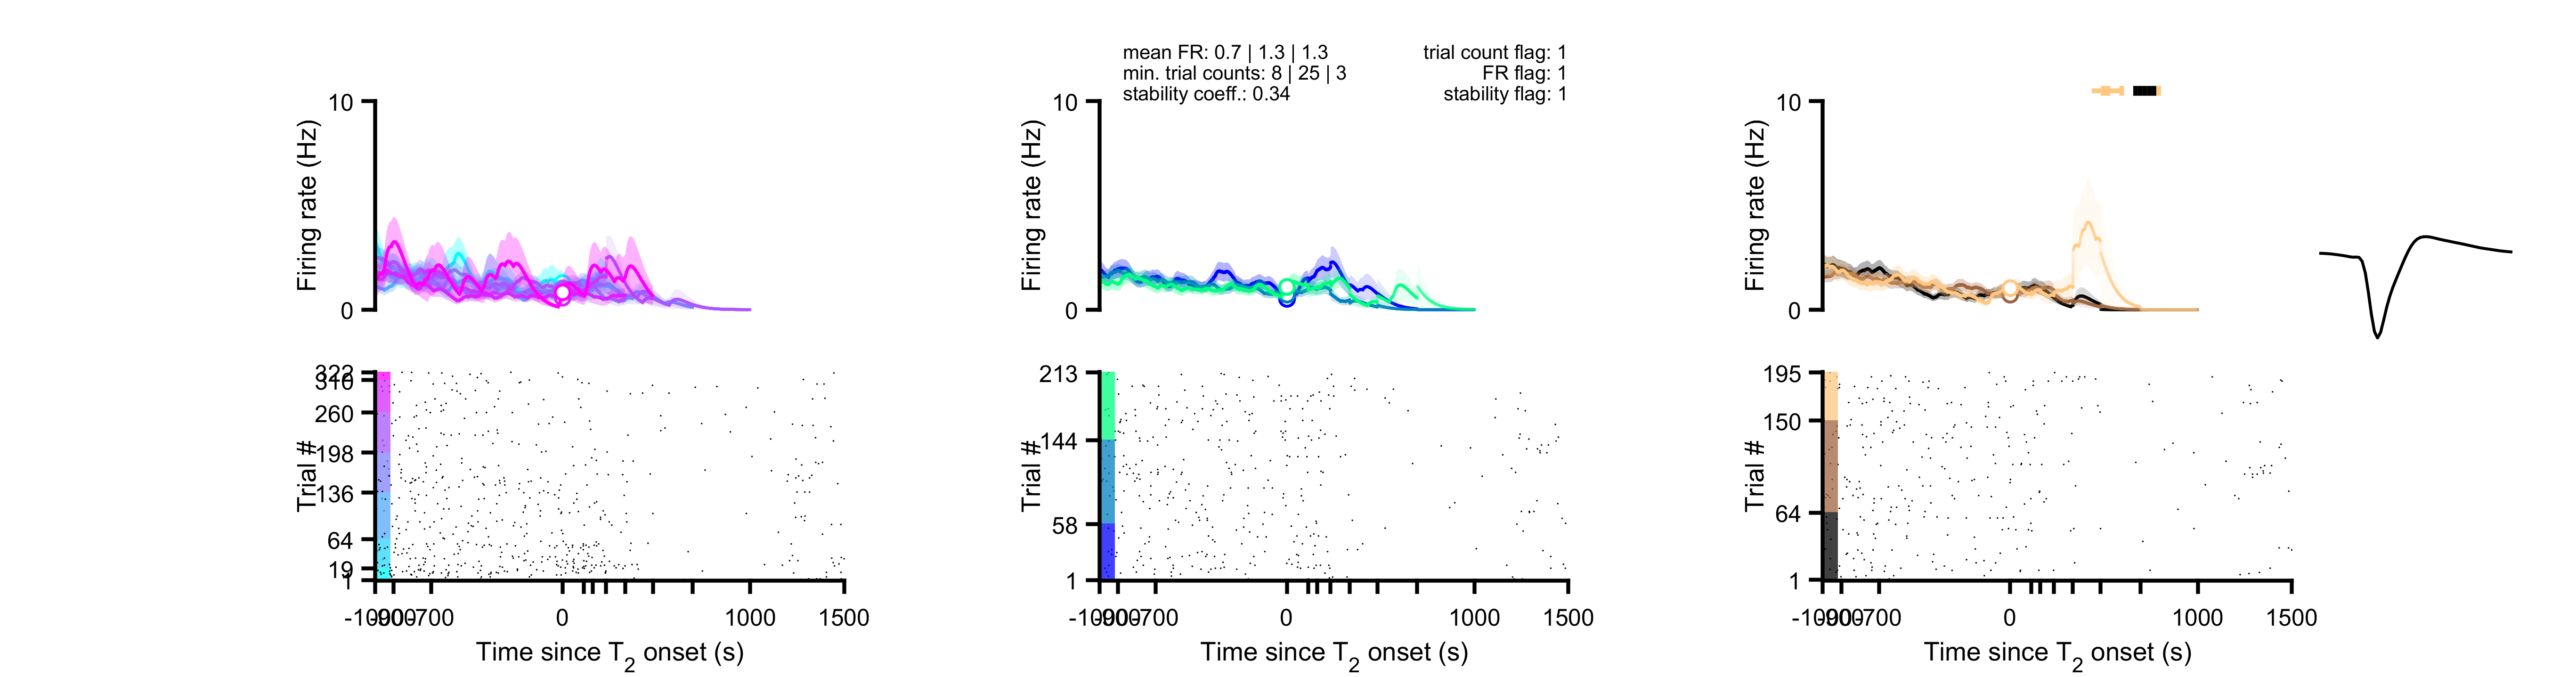 mean FR: 0.7 | 1.3 | 1.3
min. trial counts: 8 | 25 | 3
stability coeff.: 0.34
trial count flag: 1
FR flag: 1
stability flag: 1
10
Firing rate (Hz)
0
322
310
260
198
136
64
19
1
Trial #
-1090
-900
-700
0
1000
1500
Time since T2 onset (s)
10
Firing rate (Hz)
0
213
144
58
1
Trial #
-700
0
1000
1500
Time since T2 onset (s)
10
Firing rate (Hz)
0
195
150
64
1
Trial #
-700
0
1000
1500
Time since T2 onset (s)